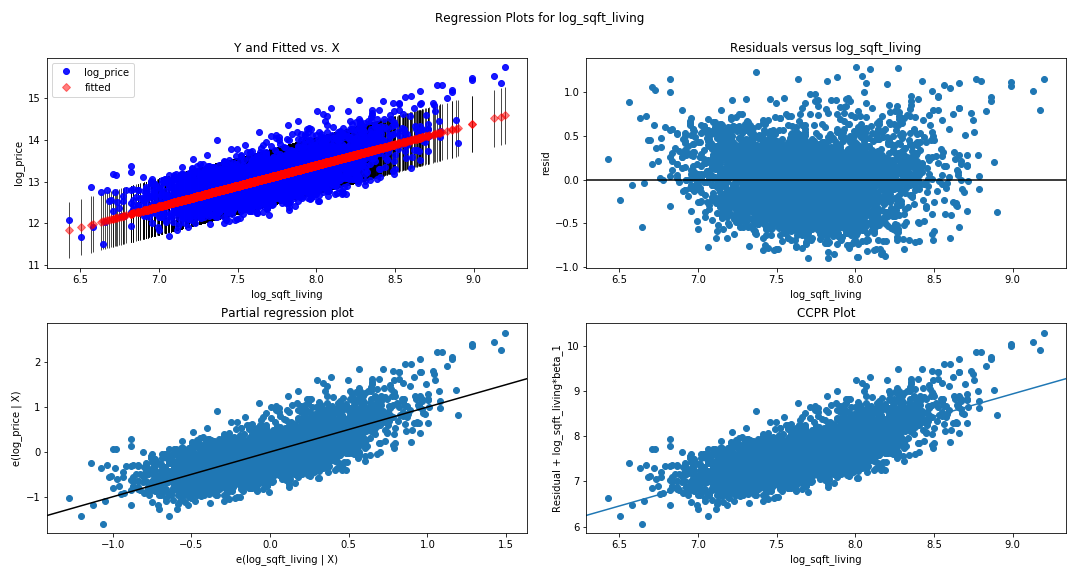 Regression Plots for log_sqft_living
Y and Fitted vs. X
log_price
fitted
15
14
13
12
11
log_price
6.5 7.0 7.5 8.0 8.5 9.0
log_sqft_living
Residuals versus log_sqft_living
1.0
0.5
0.0
−0.5
−1.0
resid
6.5 7.0 7.5 8.0 8.5 9.0
log_sqft_living
Partial regression plot
2
1
0
−1
e(log_price | X)
−1.0 −0.5 0.0 0.5 1.0 1.5
e(log_sqft_living | X)
CCPR Plot
10
9
8
7
6
Residual + log_sqft_living*beta_1
6.5 7.0 7.5 8.0 8.5 9.0
log_sqft_living